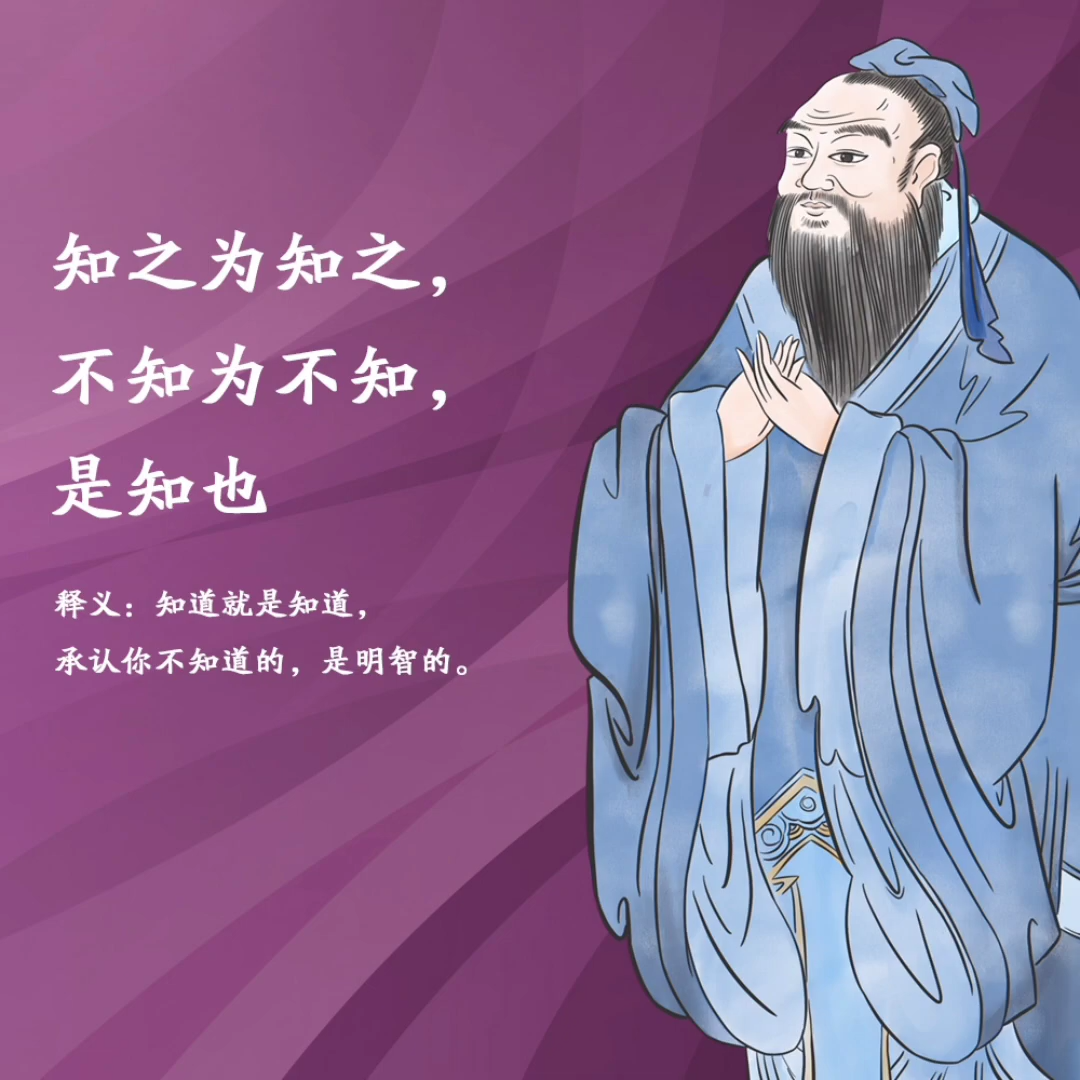 知之为知之，
不知为不知，
是知也
释义：知道就是知道，
承认你不知道的，是明智的。